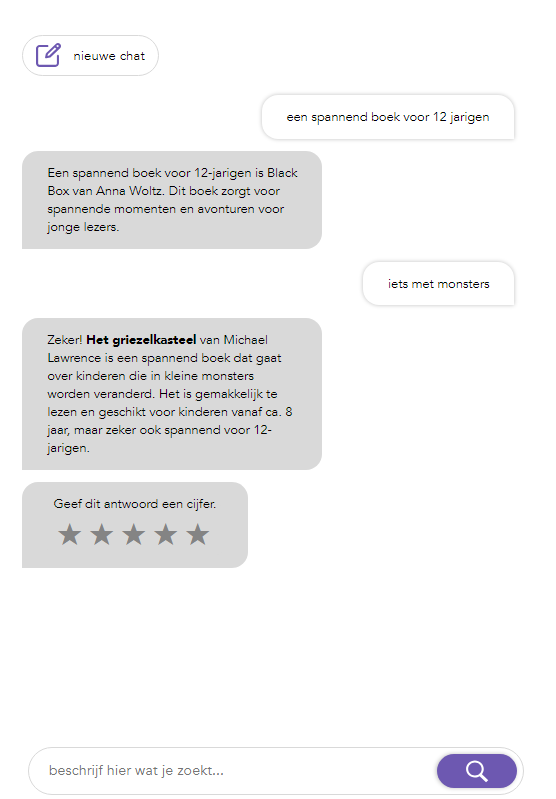 nieuwe chat
een spannend boek voor 12 jarigen
Een spannend boek voor 12-jarigen is Black
Box van Anna Woltz. Dit boek zorgt voor
spannende momenten en avonturen voor
jonge lezers.
iets met monsters
Zeker! Het griezelkasteel van Michael
Lawrence is een spannend boek dat gaat
over kinderen die in kleine monsters
worden veranderd. Het is gemakkelijk te
lezen en geschikt voor kinderen vanaf ca. 8
jaar, maar zeker ook spannend voor 12-
jarigen.
Geef dit antwoord een cijfer.
beschrijf hier wat je zoekt...